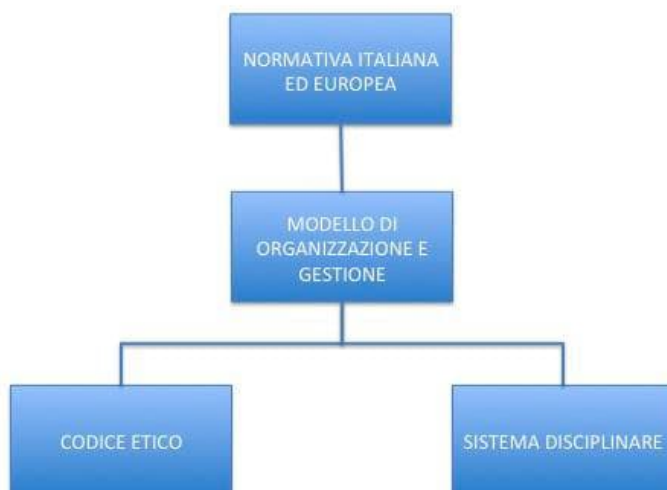 NORMATIVA ITALIANA
ED EUROPEA
MODELLO DI
ORGANIZZAZIONE E
GESTIONE
CODICE ETICO
SISTEMA DISCIPLINARE